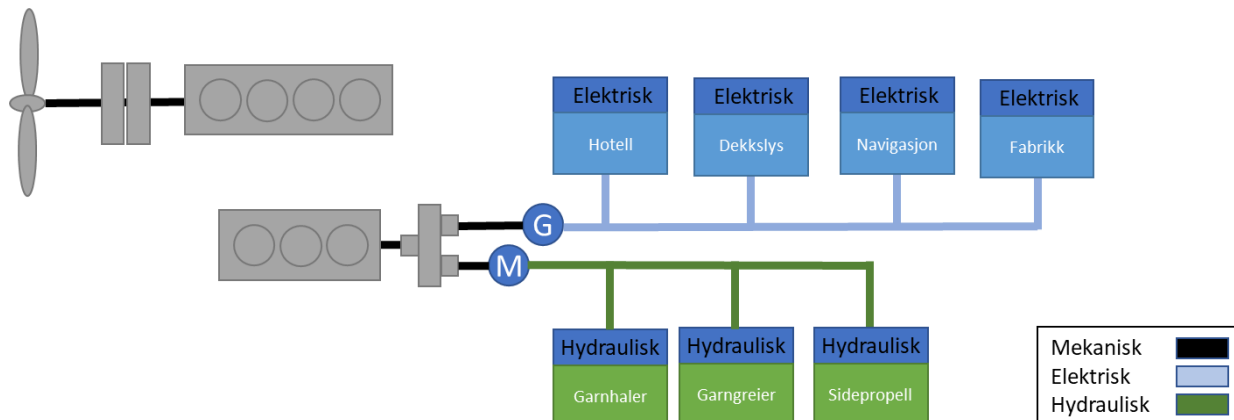 Elektrisk
Hotell
Elektrisk
Dekkslys
Elektrisk
Navigasjon
Elektrisk
Fabrikk
G
M
Hydraulisk
Garnhaler
Hydraulisk
Garngreier
Hydraulisk
Sidepropell
Mekanisk
Elektrisk
Hydraulisk